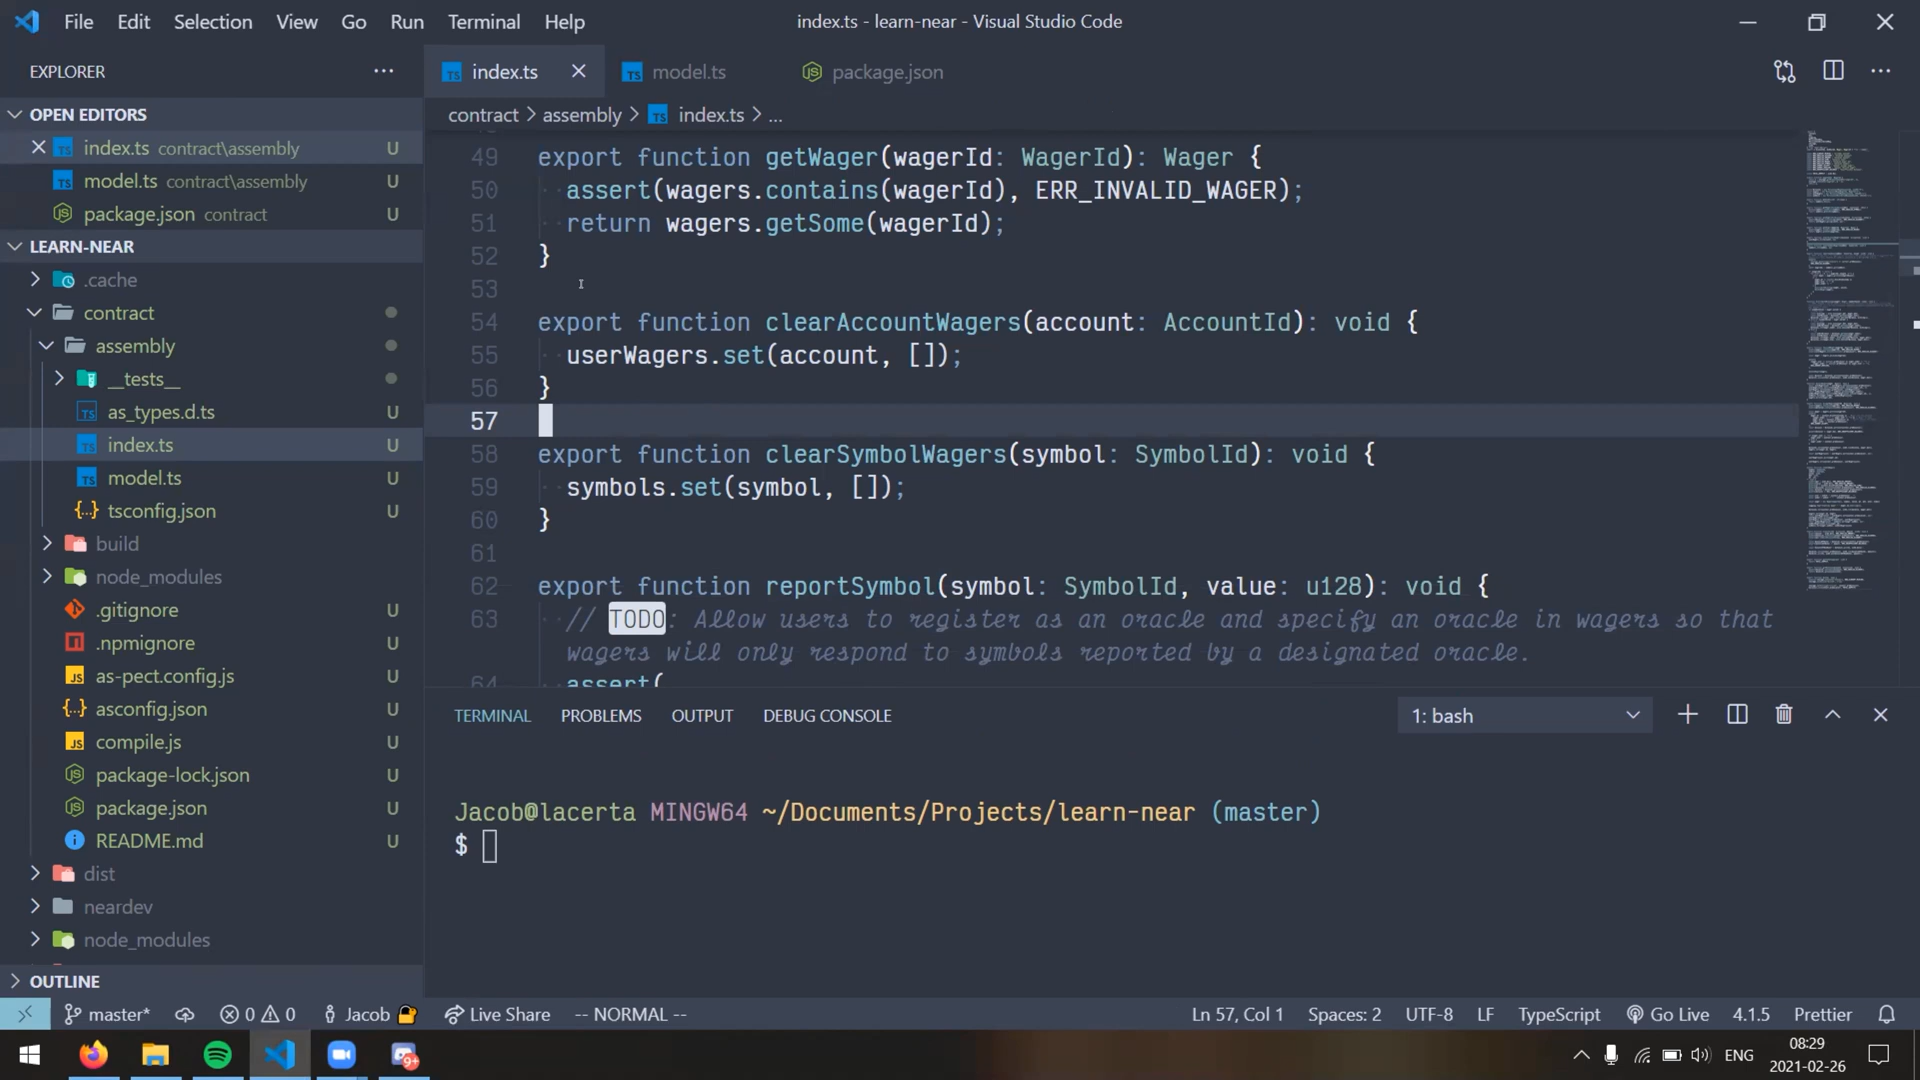 File Edit Selection View Go Run Terminal Help
index.ts - learn-near - Visual Studio Code
EXPLORER
index.ts
model.ts
package.json
contract > assembly > index.ts > ...
OPEN EDITORS
index.ts contract\assembly U
model.ts contract\assembly U
package.json contract U
LEARN-NEAR
.cache
contract
assembly
__tests__
as_types.d.ts U
index.ts U
model.ts U
tsconfig.json U
build
node_modules
.gitignore U
.npmignore U
as-pect.config.js U
asconfig.json U
compile.js U
package-lock.json U
package.json U
README.md U
dist
neardev
node_modules
OUTLINE
49 export function getWager(wagerId: WagerId): Wager {
50 assert(wagers.contains(wagerId), ERR_INVALID_WAGER);
51 return wagers.getSome(wagerId);
52 }
53
54 export function clearAccountWagers(account: AccountId): void {
55 userWagers.set(account, []);
56 }
57
58 export function clearSymbolWagers(symbol: SymbolId): void {
59 symbols.set(symbol, []);
60 }
61
62 export function reportSymbol(symbol: SymbolId, value: u128): void {
63 // TODO: Allow users to register as an oracle and specify an oracle in wagers so that
wagers will only respond to symbols reported by a designated oracle.
64 assert(
TERMINAL PROBLEMS OUTPUT DEBUG CONSOLE
1: bash
Jacob@lacerta MINGW64 ~/Documents/Projects/learn-near (master)
$
master* 0 0 Jacob Live Share -- NORMAL -- Ln 57, Col 1 Spaces: 2 UTF-8 LF TypeScript Go Live 4.1.5 Prettier
9+
ENG
08:29
2021-02-26